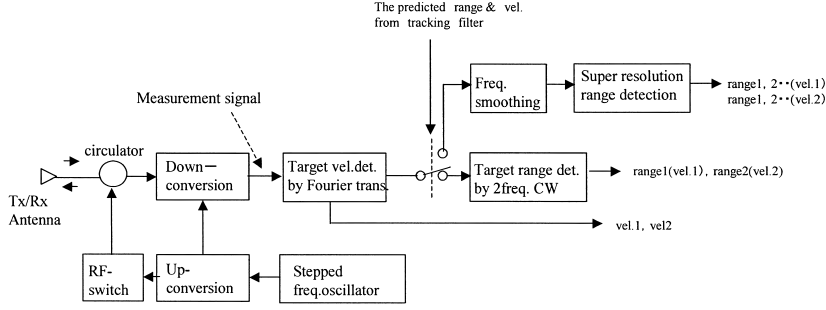 The predicted range & vel.
from tracking filter
Freq.
smoothing
Super resolution
range detection
range1, 2‥(vel.1)
range1, 2‥(vel.2)
Measurement signal
circulator
Down－
conversion
Target vel.det.
by Fourier trans.
Target range det.
by 2freq. CW
range1(vel.1), range2(vel.2)
Tx/Rx
Antenna
vel.1, vel2
RF-
switch
Up-
conversion
Stepped
freq.oscillator